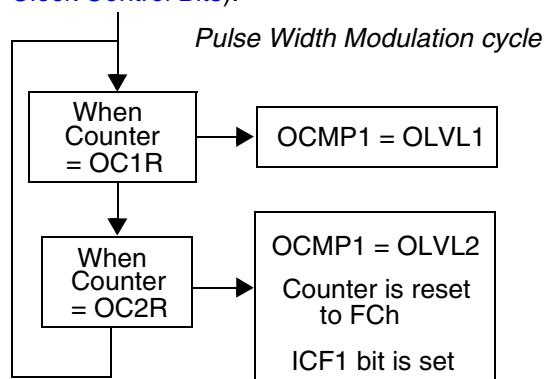 Clock Control Bits).
Pulse Width Modulation cycle
When
Counter
= OC1R
OCMP1 = OLVL1
When
Counter
= OC2R
OCMP1 = OLVL2
Counter is reset
to FCh
ICF1 bit is set